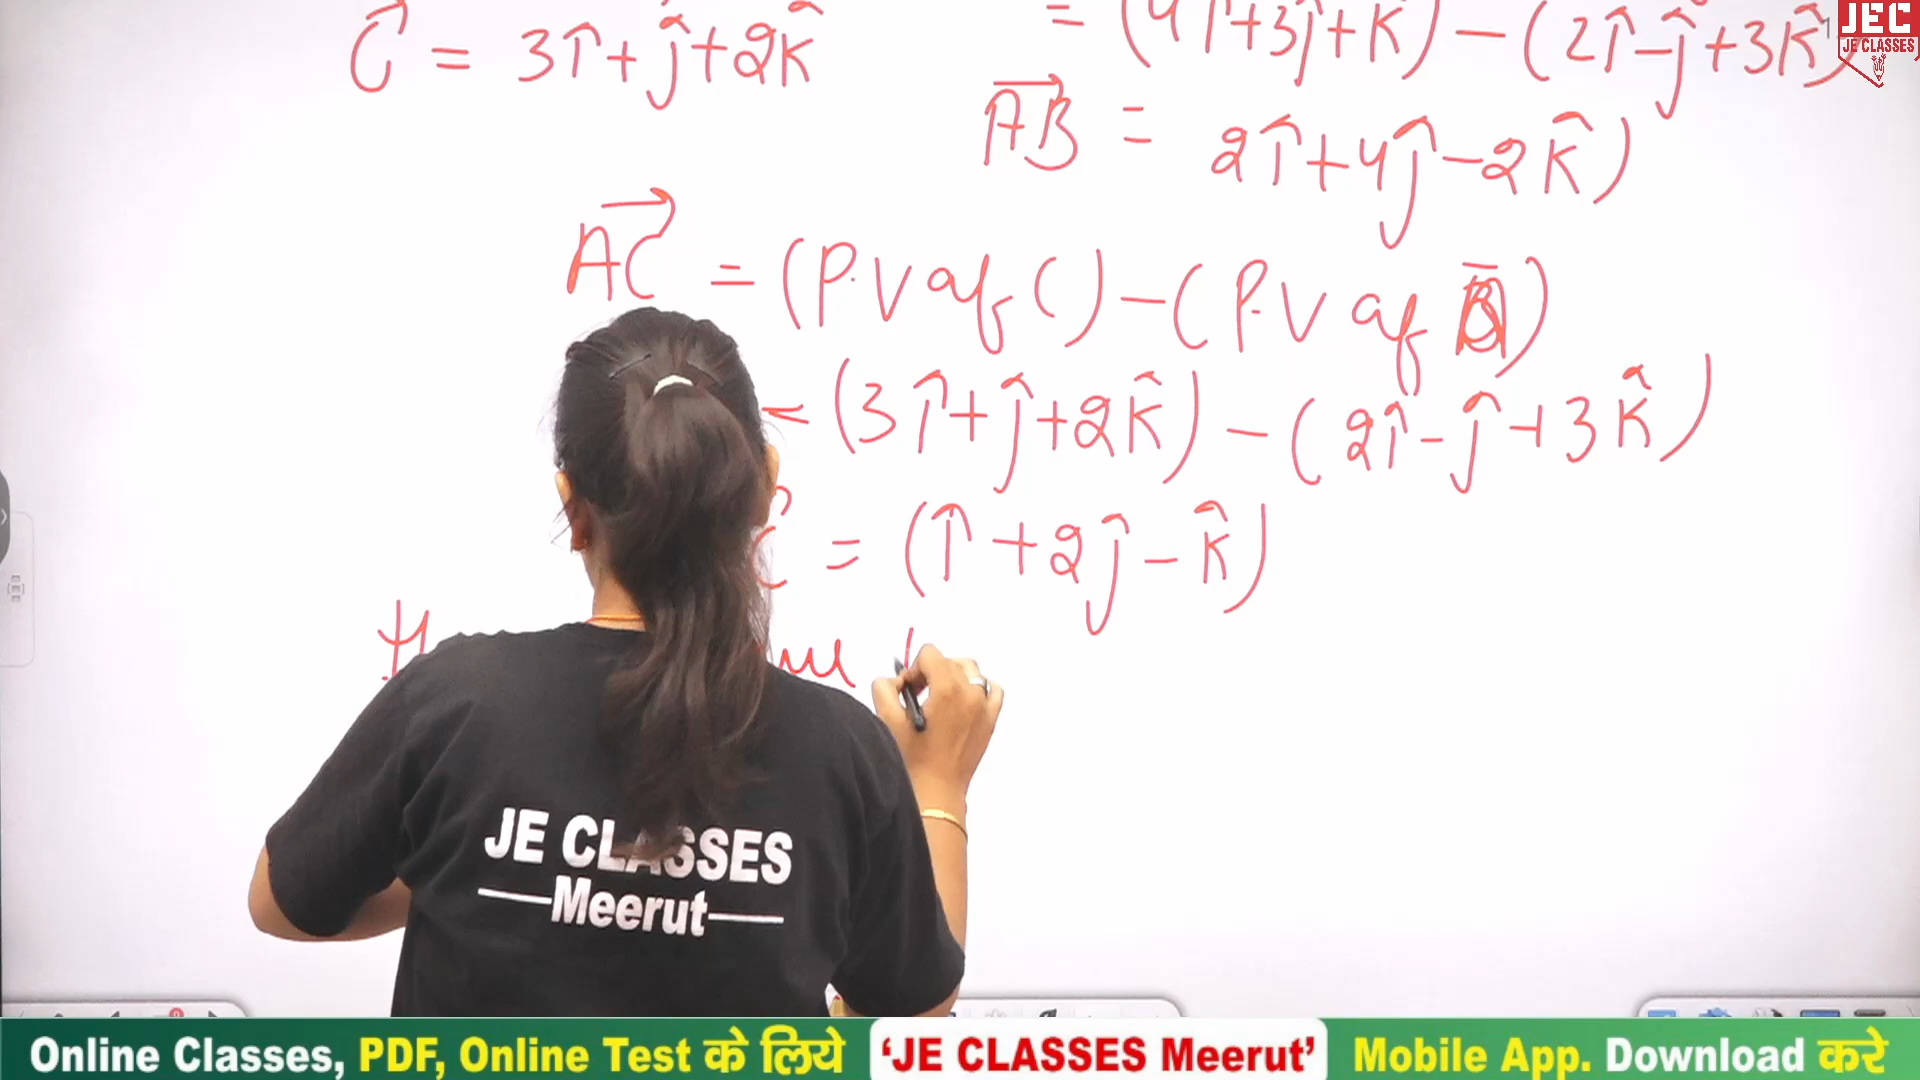 C⃗ = 3î+ĵ+2k̂
= (4î+3ĵ+k̂) - (2î-ĵ+3k̂)
JEC
JE CLASSES
AB⃗ = 2î+4ĵ-2k̂)
AC⃗ = (P.V of C) - (P.V of )
= (3î+ĵ+2k̂) - (2î-ĵ+3k̂)
C⃗ = (î+2ĵ-k̂)
JE CLASSES
Meerut
Online Classes, PDF, Online Test के लिये 'JE CLASSES Meerut' Mobile App. Download करे